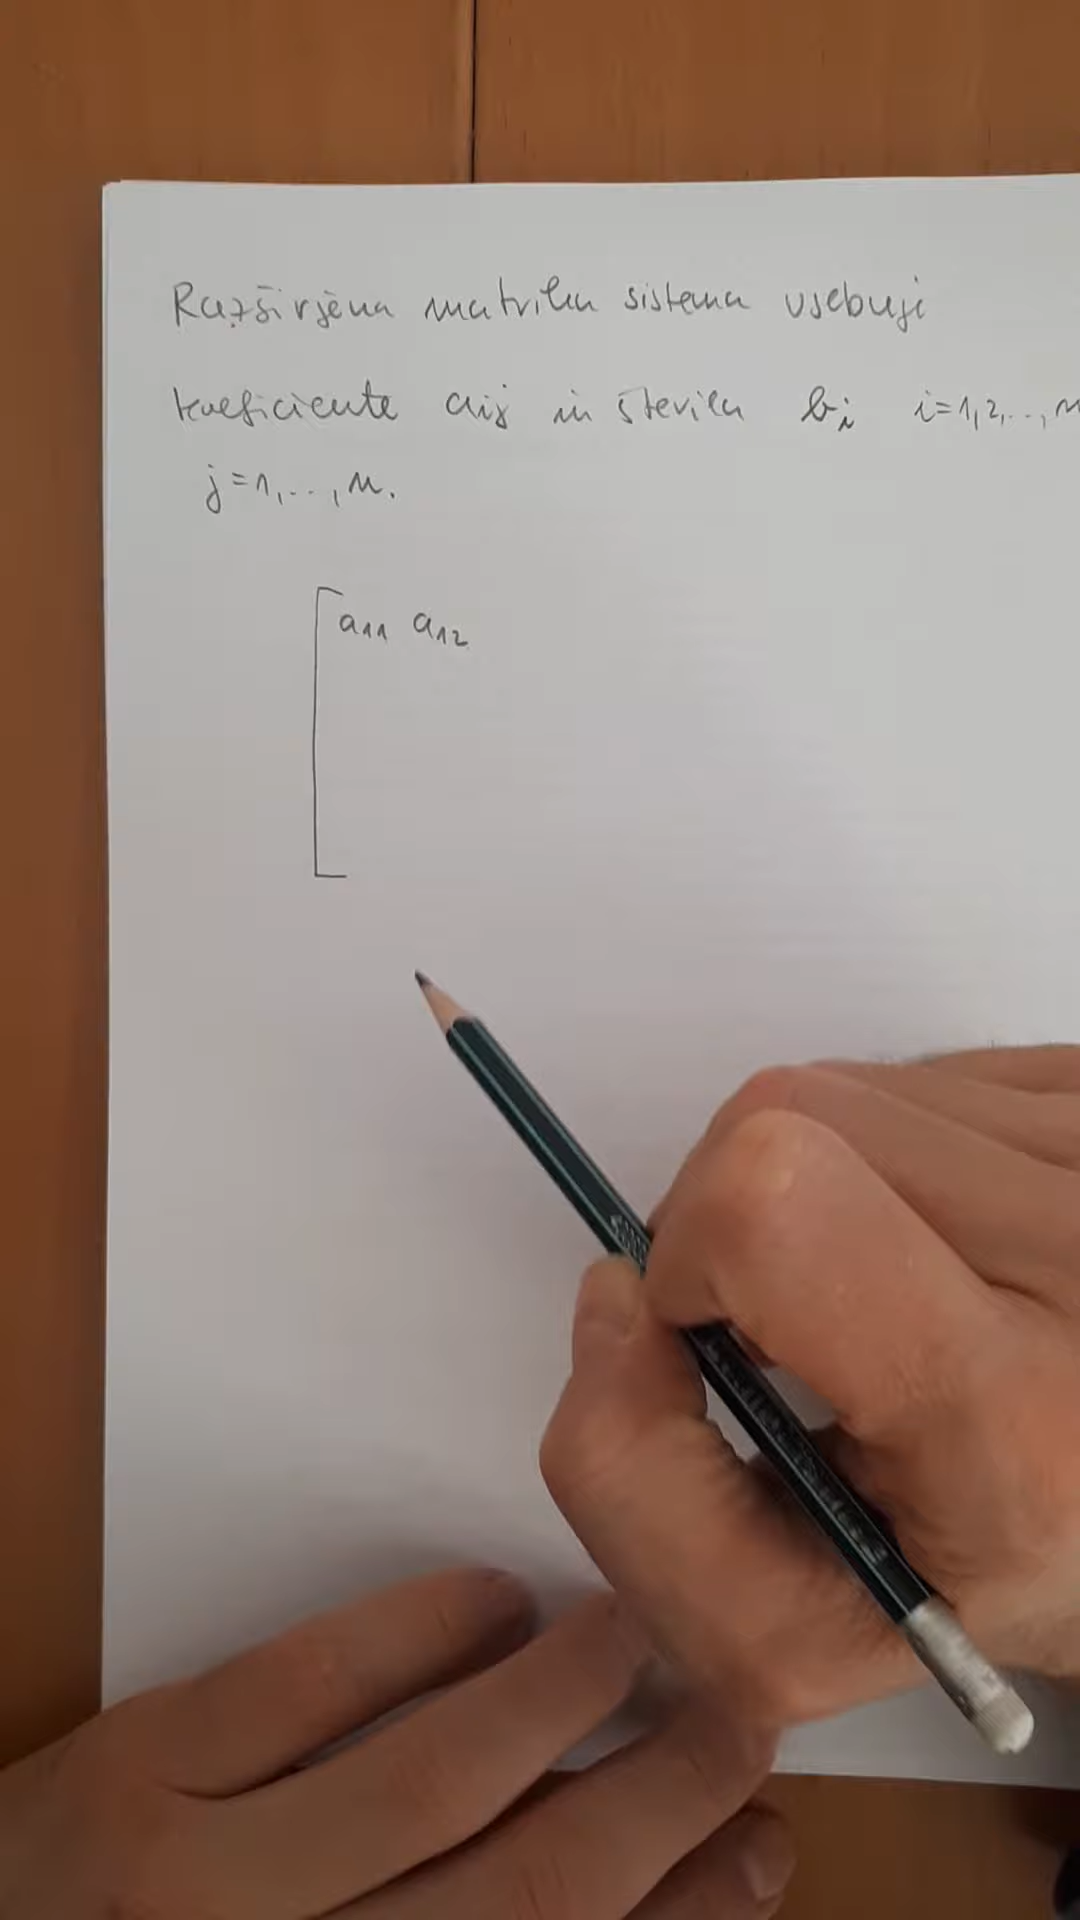 Razširjena matrika sistema vsebuje
koeficiente aij in števila bi i=1,2,...,m
j=1,...,n.
a11 a12